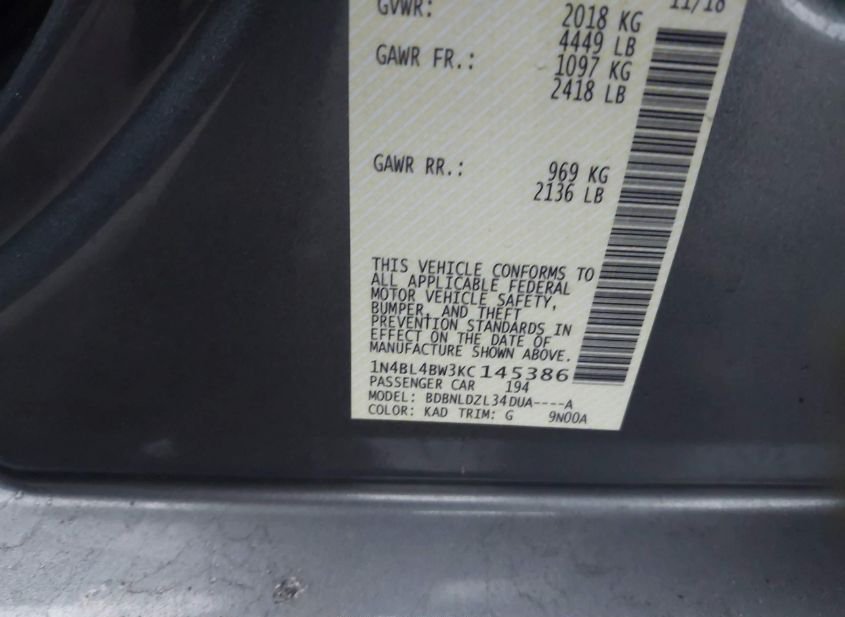 11/18
GVWR: 2018 KG
4449 LB
GAWR FR.: 1097 KG
2418 LB
GAWR RR.: 969 KG
2136 LB
THIS VEHICLE CONFORMS TO
ALL APPLICABLE FEDERAL
MOTOR VEHICLE SAFETY,
BUMPER, AND THEFT
PREVENTION STANDARDS IN
EFFECT ON THE DATE OF
MANUFACTURE SHOWN ABOVE.
1N4BL4BW3KC145386
PASSENGER CAR 194
MODEL: BDBNLDZL34DUA----A
COLOR: KAD TRIM: G 9N00A